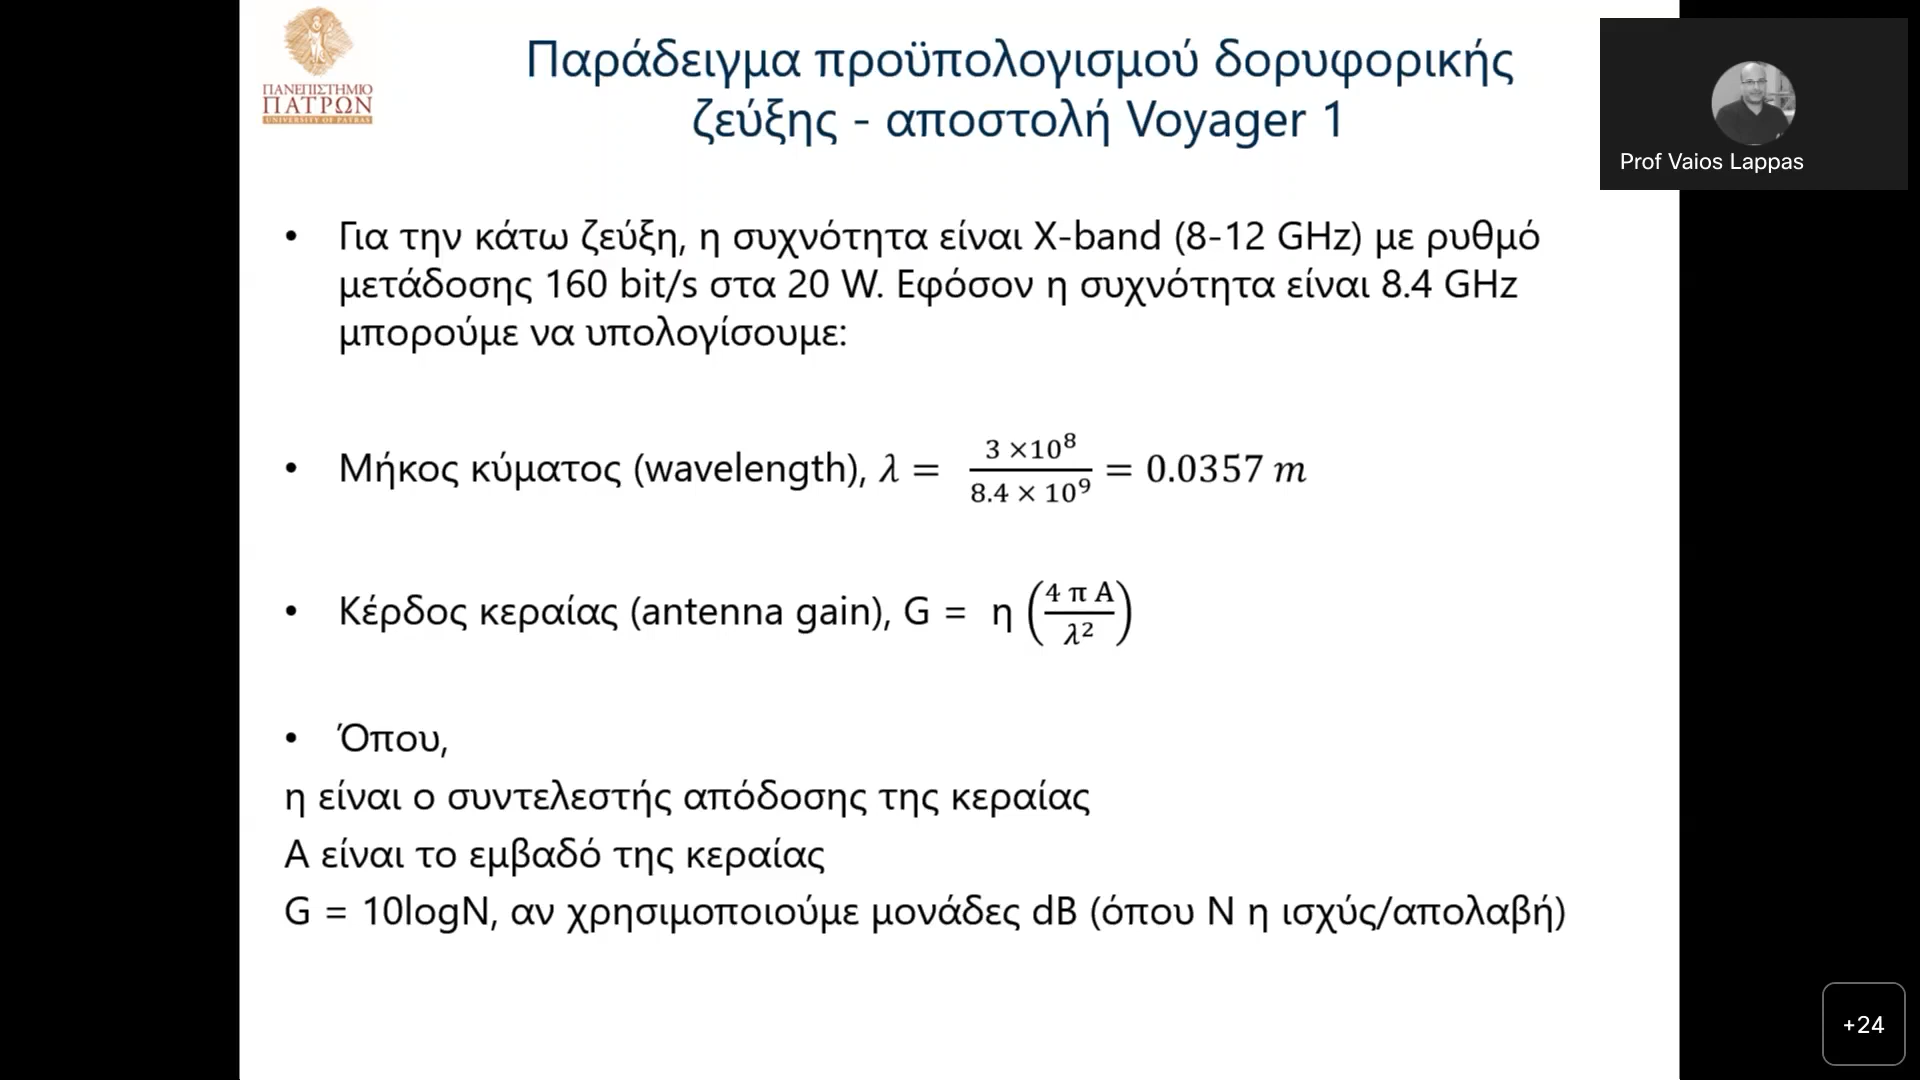 ΠΑΝΕΠΙΣΤΗΜΙΟ
ΠΑΤΡΩΝ
UNIVERSITY OF PATRAS
Παράδειγμα προϋπολογισμού δορυφορικής
ζεύξης - αποστολή Voyager 1
Prof Vaios Lappas
• Για την κάτω ζεύξη, η συχνότητα είναι X-band (8-12 GHz) με ρυθμό
μετάδοσης 160 bit/s στα 20 W. Εφόσον η συχνότητα είναι 8.4 GHz
μπορούμε να υπολογίσουμε:
• Μήκος κύματος (wavelength), λ = (3 ×10⁸)/(8.4 × 10⁹) = 0.0357 m
• Κέρδος κεραίας (antenna gain), G = η (4 π A / λ²)
• Όπου,
η είναι ο συντελεστής απόδοσης της κεραίας
Α είναι το εμβαδό της κεραίας
G = 10logN, αν χρησιμοποιούμε μονάδες dB (όπου N η ισχύς/απολαβή)
+24